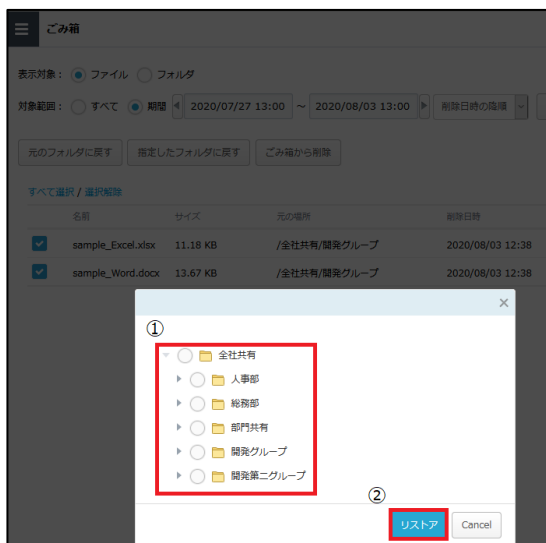 ごみ箱
表示対象： ファイル フォルダ
対象範囲： すべて 期間 2020/07/27 13:00 ～ 2020/08/03 13:00 削除日時の降順
元のフォルダに戻す 指定したフォルダに戻す ごみ箱から削除
すべて選択 / 選択解除
名前 サイズ 元の場所 削除日時
sample_Excel.xlsx 11.18 KB /全社共有/開発グループ 2020/08/03 12:38
sample_Word.docx 13.67 KB /全社共有/開発グループ 2020/08/03 12:38
①
全社共有
人事部
総務部
部門共有
開発グループ
開発第二グループ
②
リストア Cancel